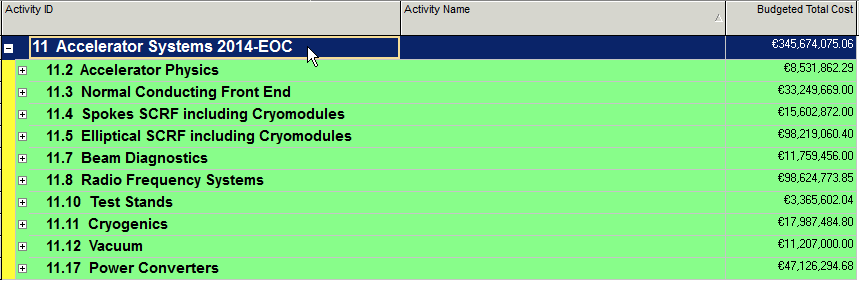 Activity ID Activity Name Budgeted Total Cost
11 Accelerator Systems 2014-EOC €345,674,075.06
11.2 Accelerator Physics €8,531,862.29
11.3 Normal Conducting Front End €33,249,669.00
11.4 Spokes SCRF including Cryomodules €15,602,872.00
11.5 Elliptical SCRF including Cryomodules €98,219,060.40
11.7 Beam Diagnostics €11,759,456.00
11.8 Radio Frequency Systems €98,624,773.85
11.10 Test Stands €3,365,602.04
11.11 Cryogenics €17,987,484.80
11.12 Vacuum €11,207,000.00
11.17 Power Converters €47,126,294.68